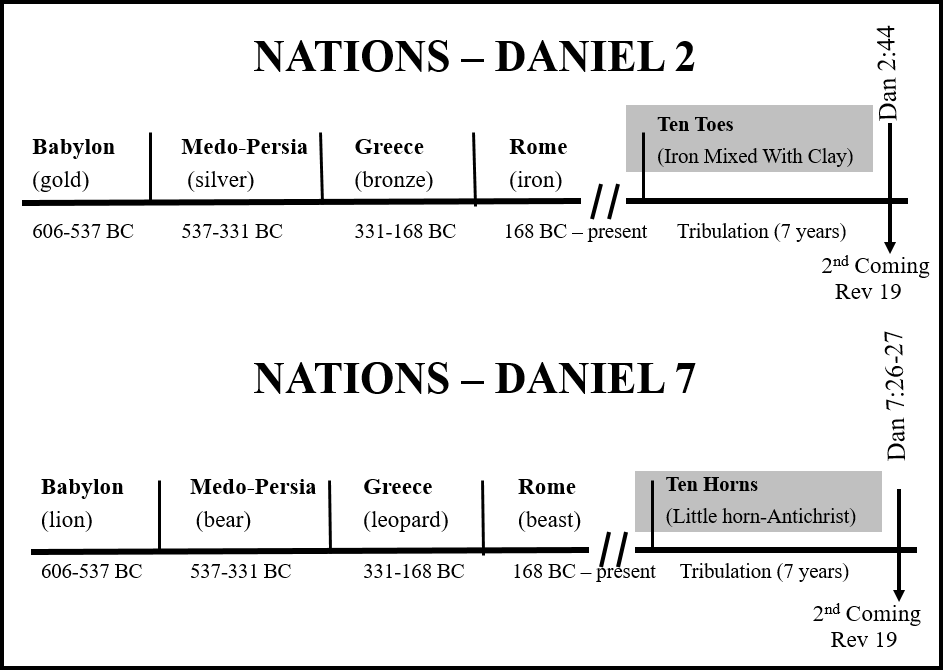 NATIONS – DANIEL 2
Dan 2:44
Babylon Medo-Persia Greece Rome Ten Toes
(gold) (silver) (bronze) (iron) (Iron Mixed With Clay)
606-537 BC 537-331 BC 331-168 BC 168 BC – present Tribulation (7 years)
2nd Coming
Rev 19
NATIONS – DANIEL 7
Dan 7:26-27
Babylon Medo-Persia Greece Rome Ten Horns
(lion) (bear) (leopard) (beast) (Little horn-Antichrist)
606-537 BC 537-331 BC 331-168 BC 168 BC – present Tribulation (7 years)
2nd Coming
Rev 19